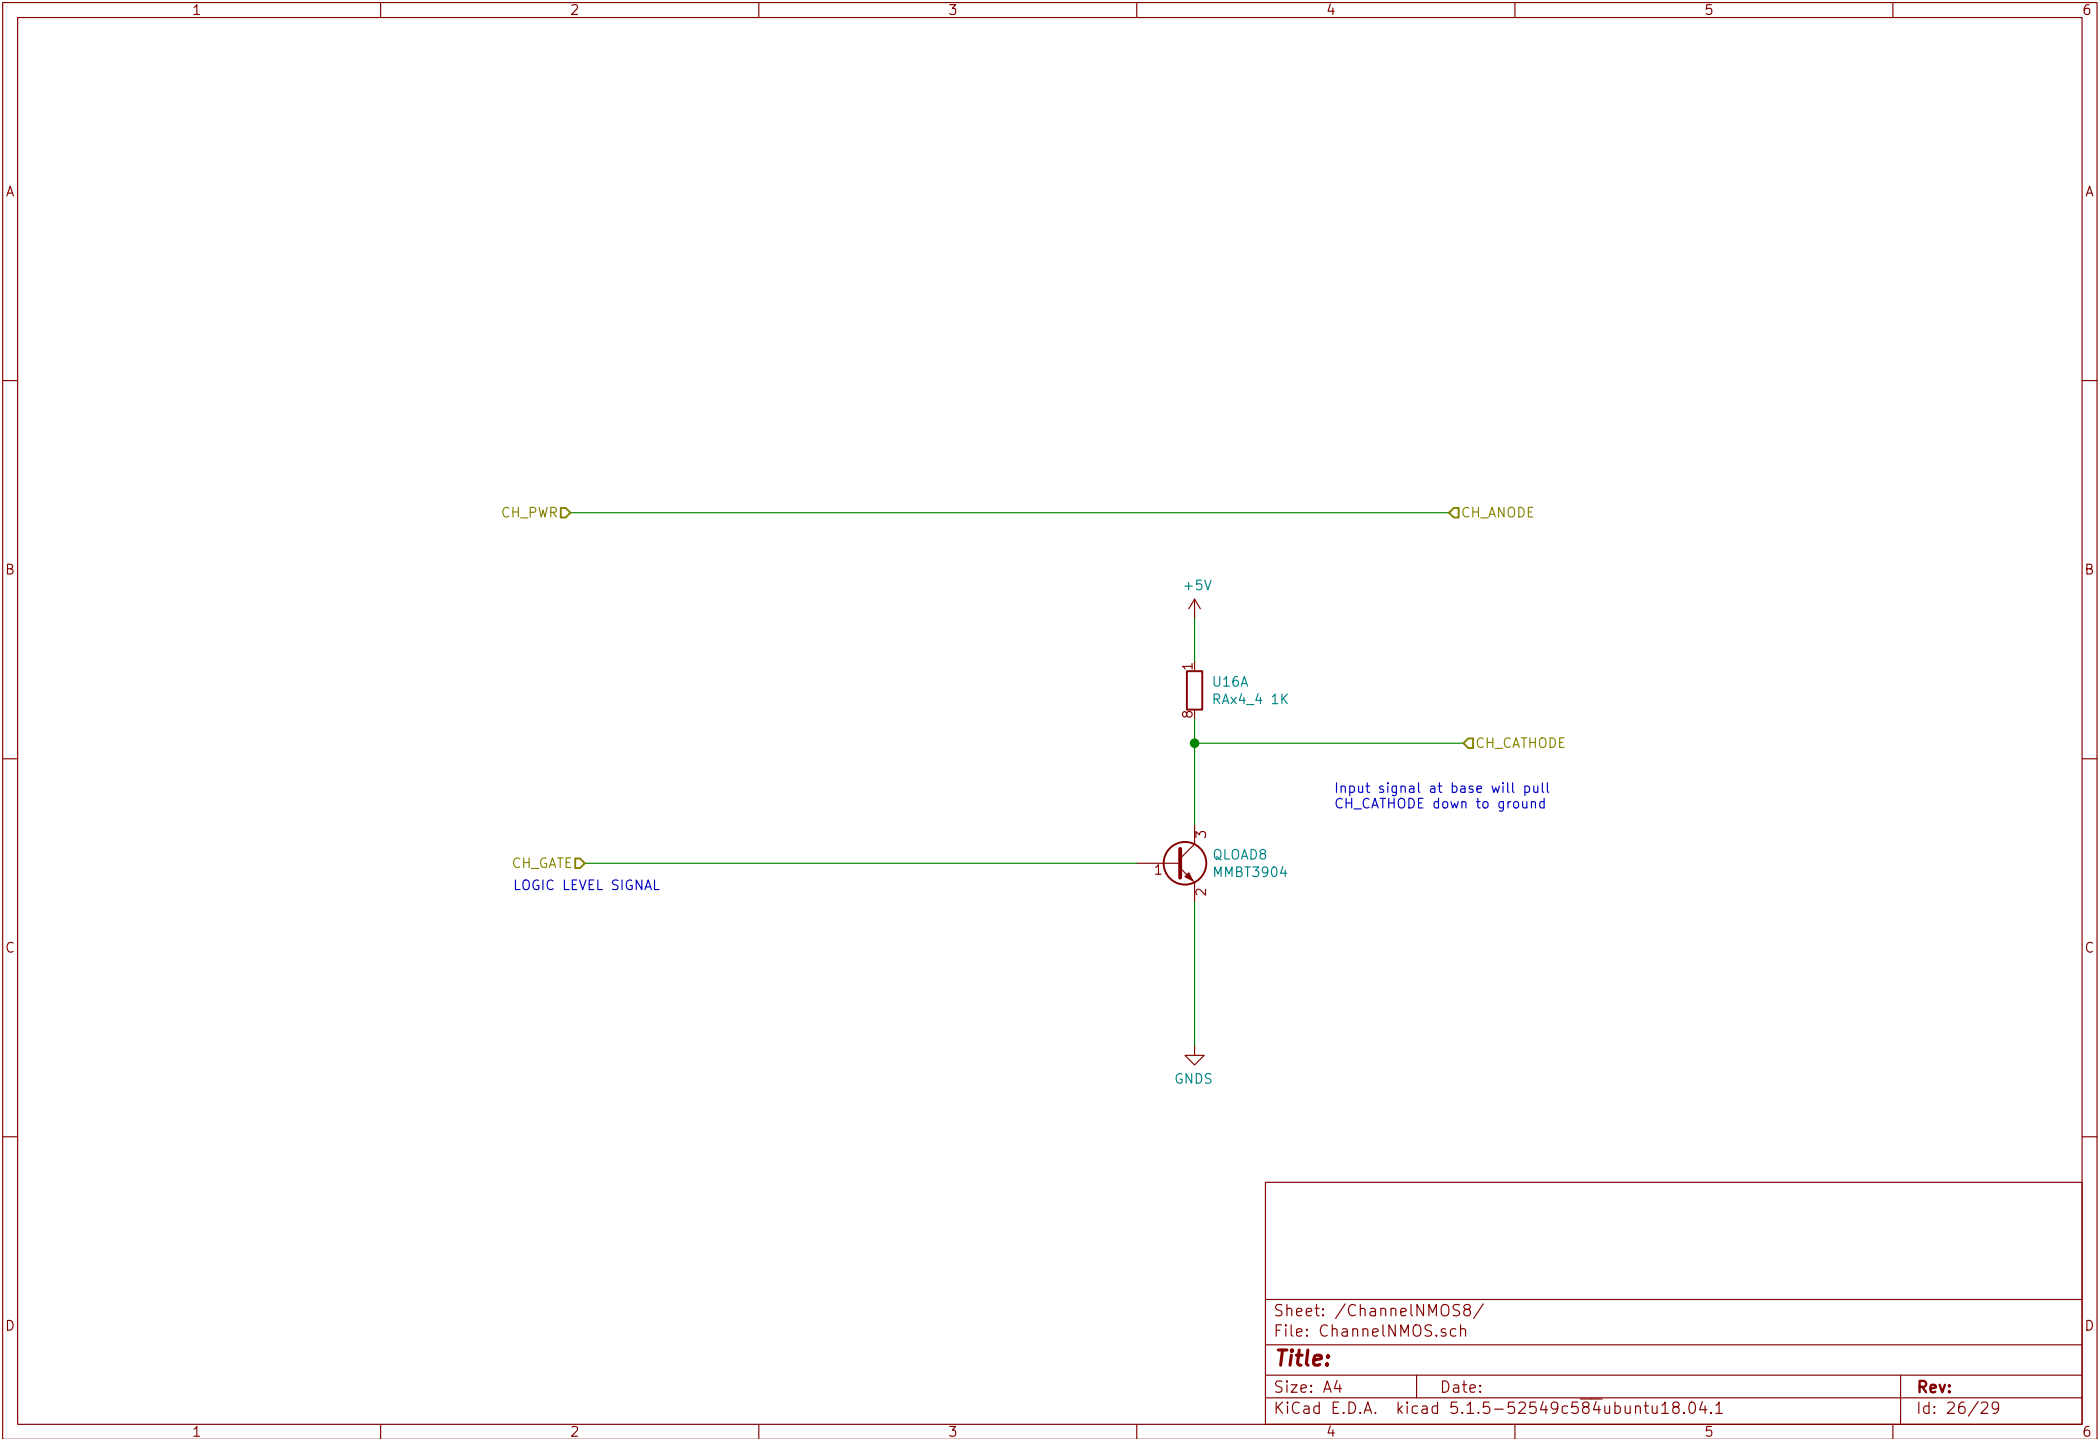 1 2 3 4 5 6
A A
CH_PWR CH_ANODE
B B
+5V
1
U16A
RAx4_4 1K
8
CH_CATHODE
Input signal at base will pull
CH_CATHODE down to ground
3
CH_GATE
1
QLOAD8
MMBT3904
LOGIC LEVEL SIGNAL
2
C C
GNDS
Sheet: /ChannelNMOS8/
File: ChannelNMOS.sch
D D
Title:
Size: A4 Date: Rev:
KiCad E.D.A. kicad 5.1.5-52549c584ubuntu18.04.1 Id: 26/29
1 2 3 4 5 6